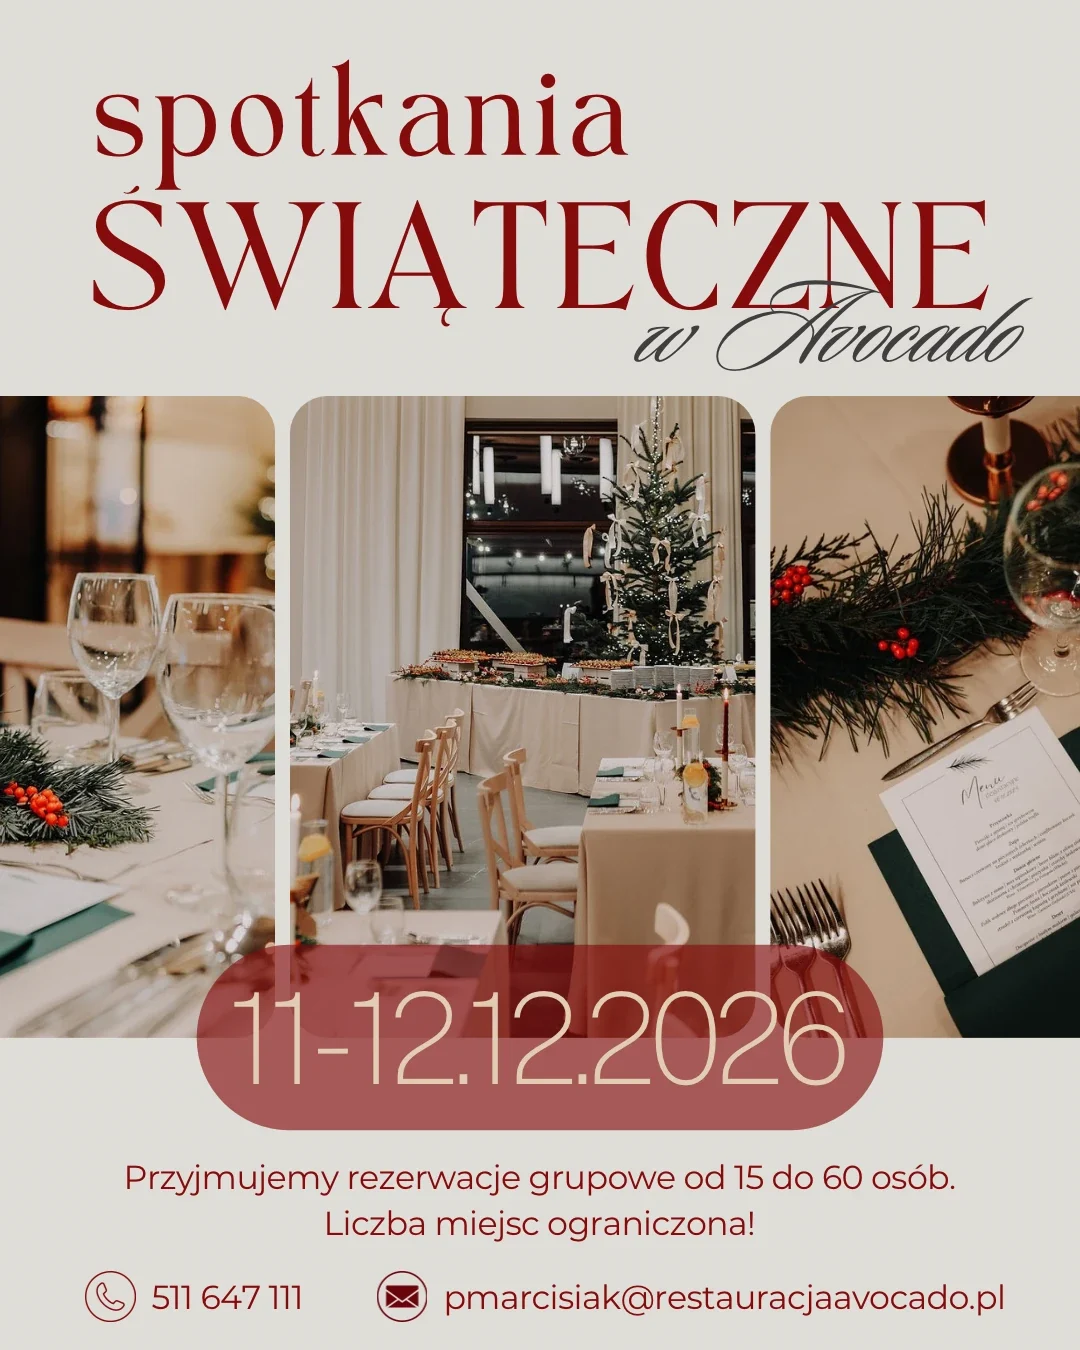 spotkania
ŚWIĄTECZNE
w Avocado
Menu
11-12.12.2026
Przyjmujemy rezerwacje grupowe od 15 do 60 osób.
Liczba miejsc ograniczona!
511 647 111
pmarcisiak@restauracjaavocado.pl